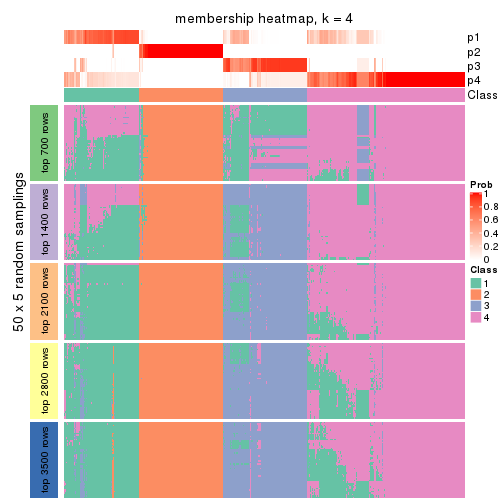 membership heatmap, k = 4
p1
p2
p3
p4
Class
50 x 5 random samplings
top 700 rows
top 1400 rows
top 2100 rows
top 2800 rows
top 3500 rows
Prob
1
0.8
0.6
0.4
0.2
0
Class
1
2
3
4